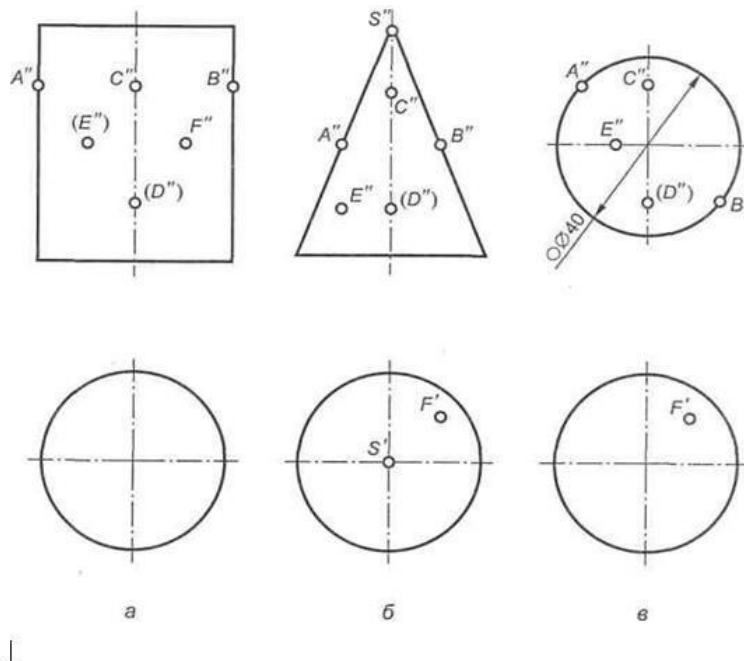 S"
A" C" B" C" A" C"
(E") F" A" B" E"
(D") E" (D") (D") B
○Ø40
F' F'
S'
а б в